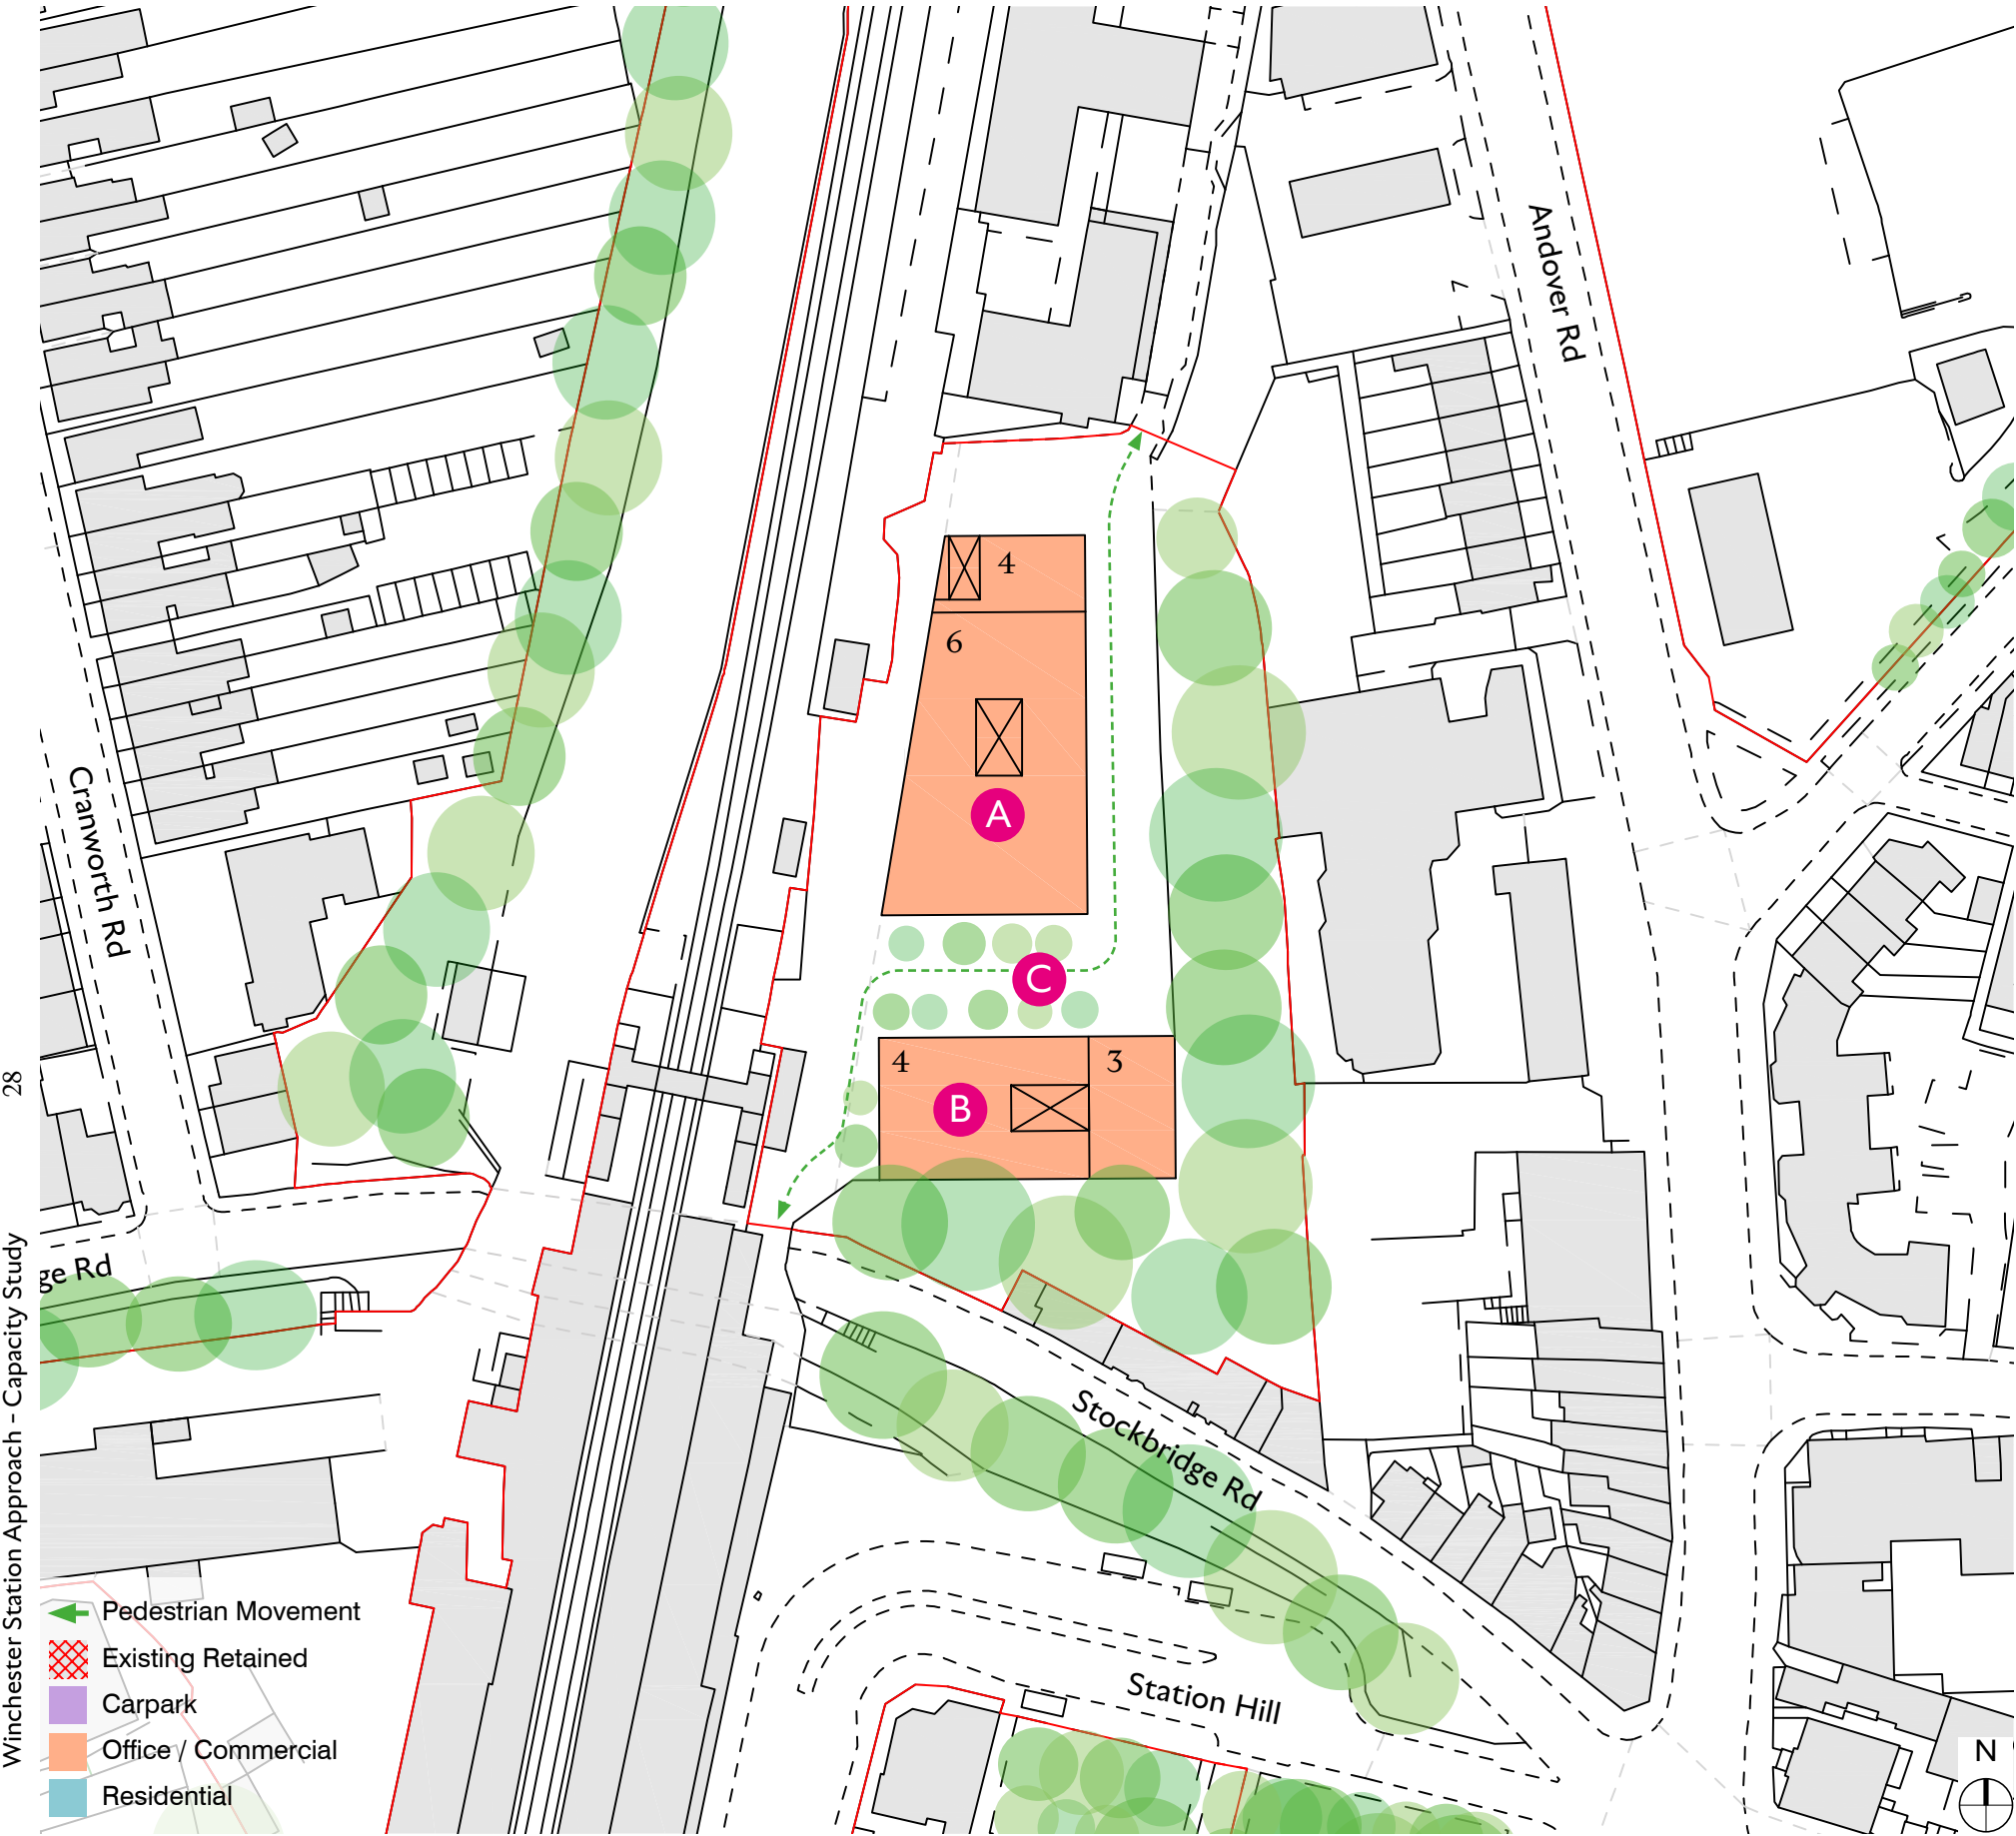 Andover Rd
4
6
A
Cranworth Rd
C
4
3
B
28
Winchester Station Approach – Capacity Study
ge Rd
Stockbridge Rd
Station Hill
Pedestrian Movement
Existing Retained
Carpark
Office / Commercial
Residential
N